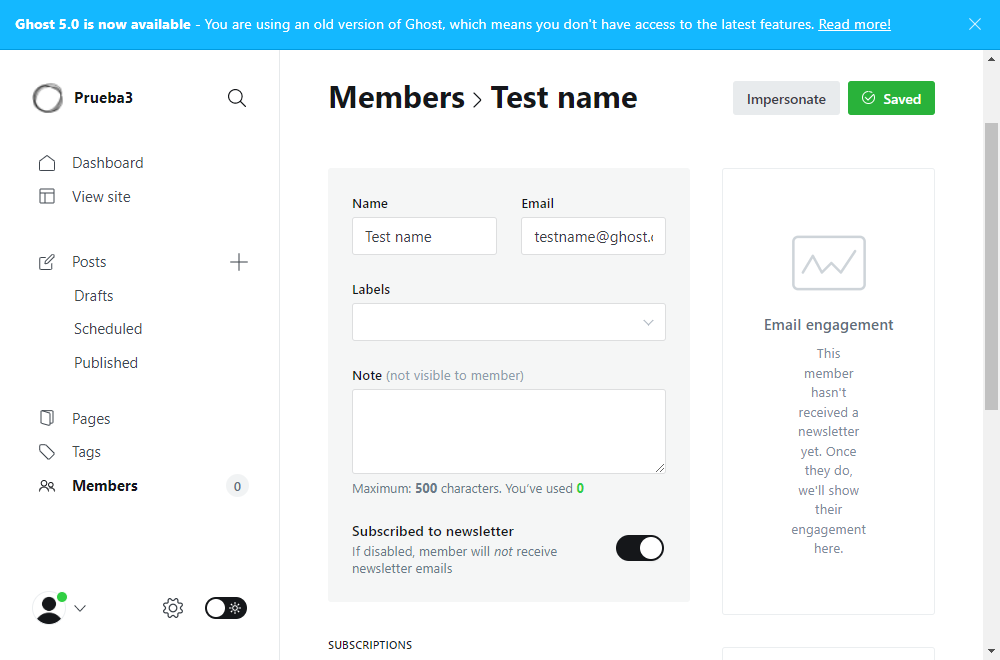 Ghost 5.0 is now available - You are using an old version of Ghost, which means you don't have access to the latest features. Read more!
Prueba3
Dashboard
View site
Posts
Drafts
Scheduled
Published
Pages
Tags
Members 0
Members > Test name
Impersonate
Saved
Name
Test name
Email
testname@ghost.c
Labels
Note (not visible to member)
Maximum: 500 characters. You've used 0
Subscribed to newsletter
If disabled, member will not receive
newsletter emails
SUBSCRIPTIONS
Email engagement
This
member
hasn't
received a
newsletter
yet. Once
they do,
we'll show
their
engagement
here.